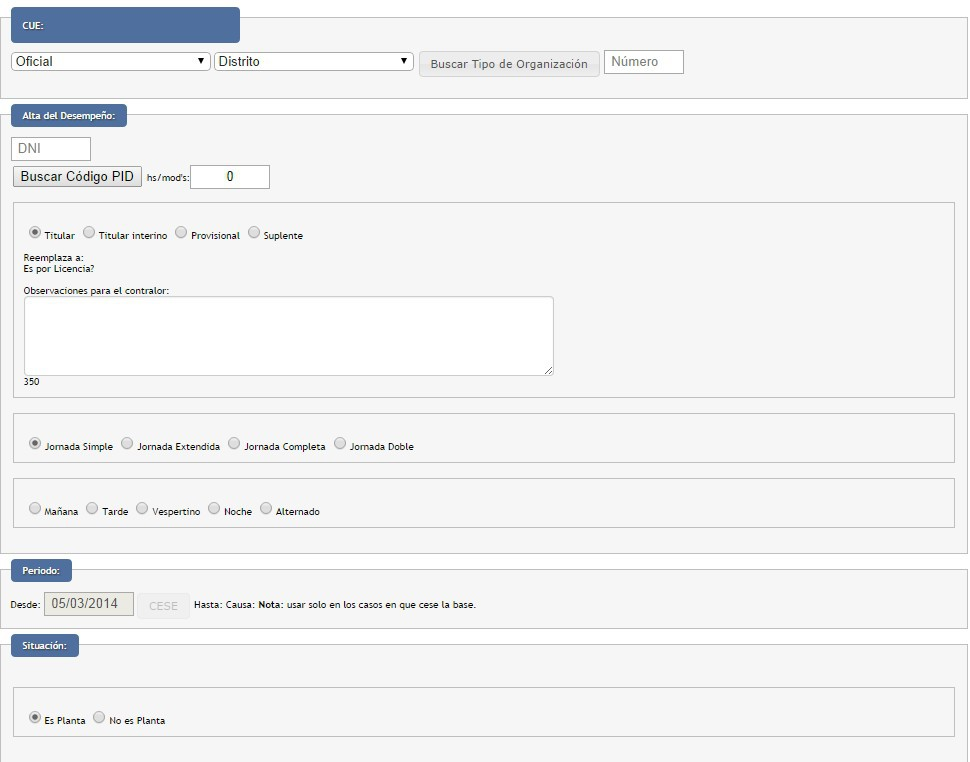 CUE:
Oficial Distrito Buscar Tipo de Organización Número
Alta del Desempeño:
DNI
Buscar Código PID hs/mod's: 0
Titular Titular interino Provisional Suplente
Reemplaza a:
Es por Licencia?
Observaciones para el contralor:
350
Jornada Simple Jornada Extendida Jornada Completa Jornada Doble
Mañana Tarde Vespertino Noche Alternado
Periodo:
Desde: 05/03/2014 CESE Hasta: Causa: Nota: usar solo en los casos en que cese la base.
Situación:
Es Planta No es Planta